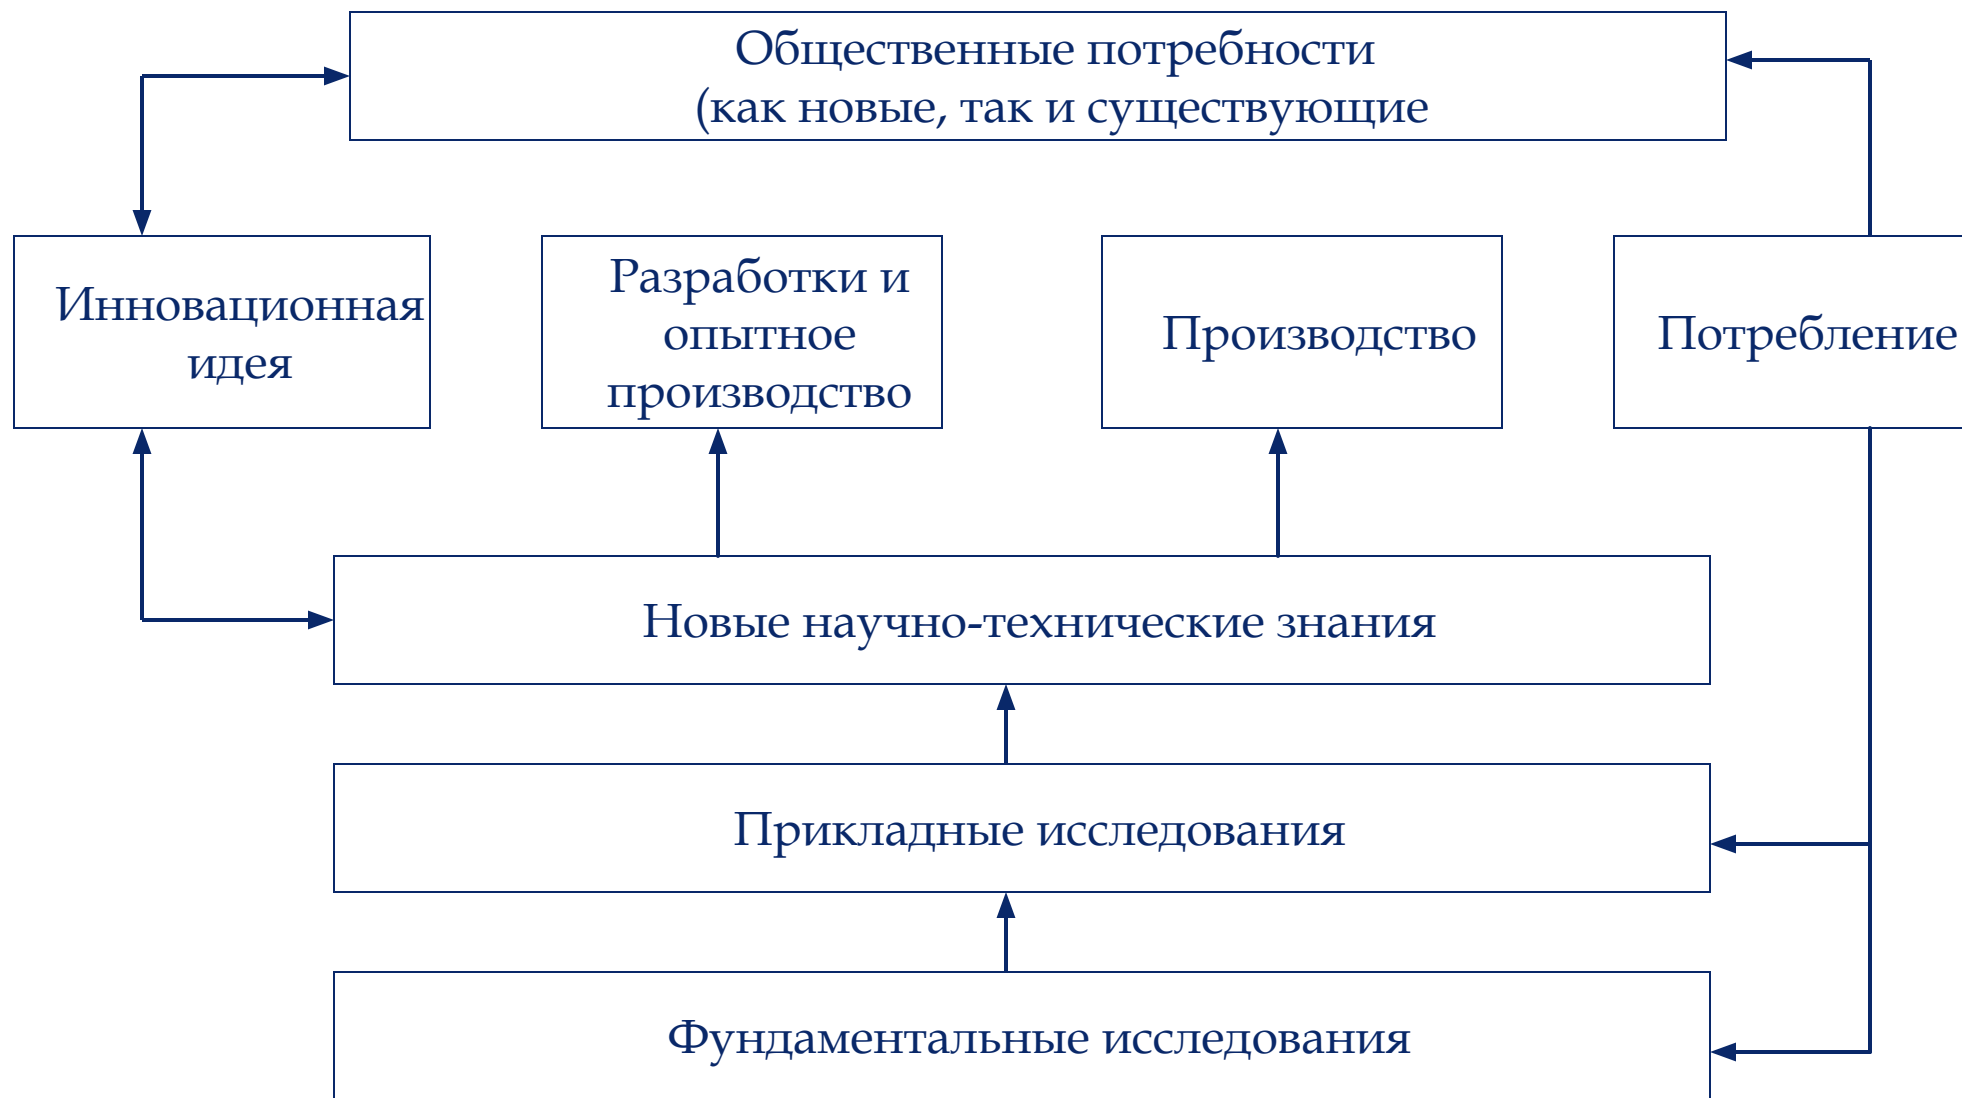 Общественные потребности
(как новые, так и существующие
Инновационная
идея
Разработки и
опытное
производство
Производство
Потребление
Новые научно-технические знания
Прикладные исследования
Фундаментальные исследования